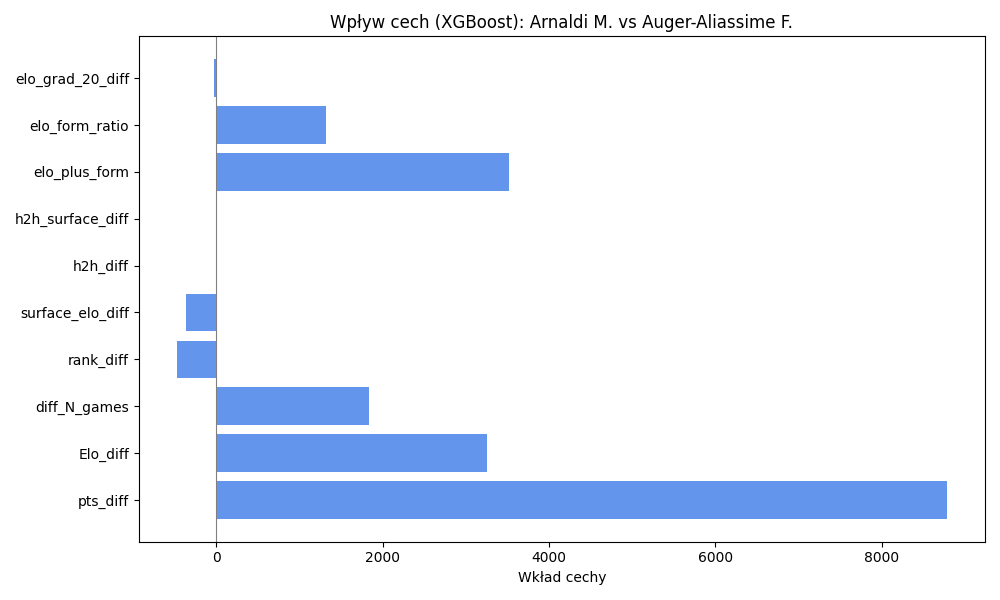 Wpływ cech (XGBoost): Arnaldi M. vs Auger-Aliassime F.
elo_grad_20_diff
elo_form_ratio
elo_plus_form
h2h_surface_diff
h2h_diff
surface_elo_diff
rank_diff
diff_N_games
Elo_diff
pts_diff
0 2000 4000 6000 8000
Wkład cechy